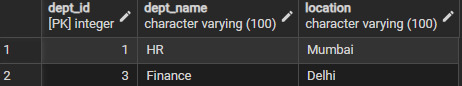 dept_id dept_name location
[PK] integer character varying (100) character varying (100)
1 1 HR Mumbai
2 3 Finance Delhi